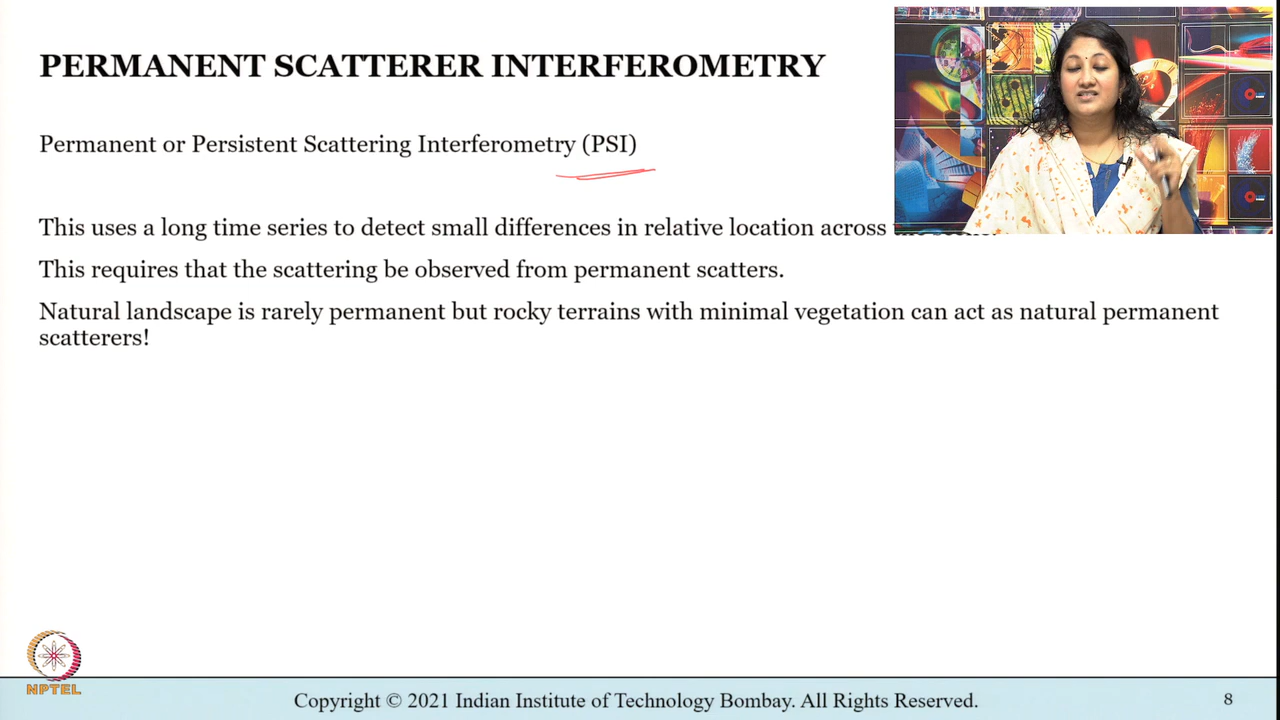 PERMANENT SCATTERER INTERFEROMETRY
Permanent or Persistent Scattering Interferometry (PSI)
This uses a long time series to detect small differences in relative location across
This requires that the scattering be observed from permanent scatters.
Natural landscape is rarely permanent but rocky terrains with minimal vegetation can act as natural permanent
scatterers!
NPTEL
Copyright © 2021 Indian Institute of Technology Bombay. All Rights Reserved.
8